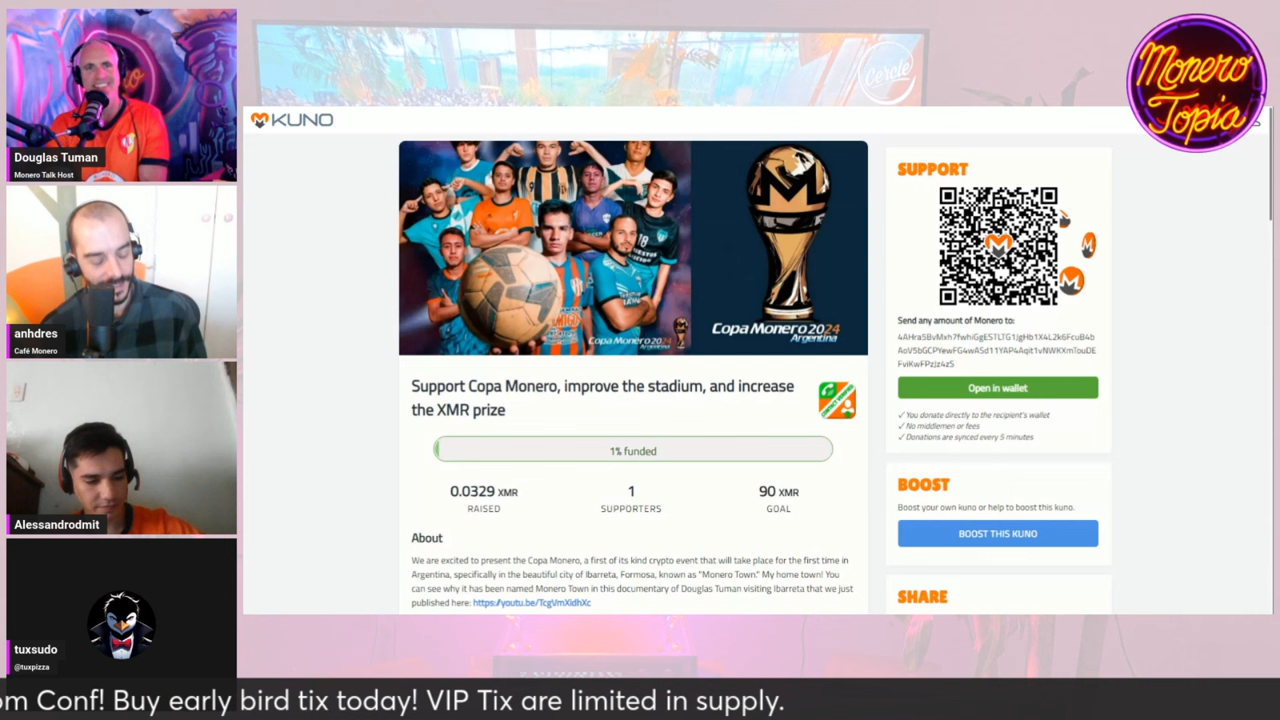 Douglas Tuman
Monero Talk Host
anhdres
Café Monero
Alessandrodmit
tuxsudo
@tuxpizza
Cercle
Monero
Topia
KUNO
Copa Monero 2024
Copa Monero 2024
Argentina
Support Copa Monero, improve the stadium, and increase
the XMR prize
1% funded
0.0329 XMR
RAISED
1
SUPPORTERS
90 XMR
GOAL
About
We are excited to present the Copa Monero, a first of its kind crypto event that will take place for the first time in
Argentina, specifically in the beautiful city of Ibarreta, Formosa, known as "Monero Town." My home town! You
can see why it has been named Monero Town in this documentary of Douglas Tuman visiting Ibarreta that we just
published here: https://youtu.be/TcgVmXidhXc
SUPPORT
Send any amount of Monero to:
Open in wallet
✓ You donate directly to the recipient's wallet
✓ No middlemen or fees
✓ Donations are synced every 5 minutes
BOOST
Boost your own kuno or help to boost this kuno.
BOOST THIS KUNO
SHARE
om Conf! Buy early bird tix today! VIP Tix are limited in supply.